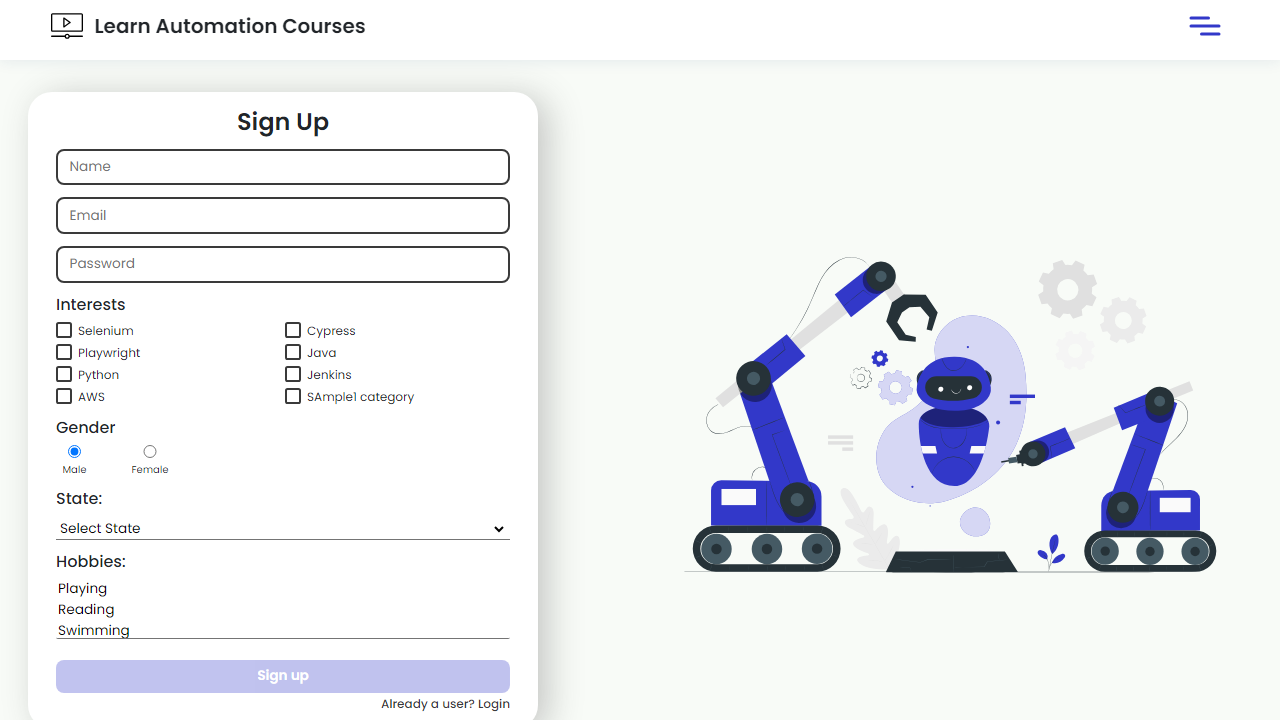 Learn Automation Courses
Sign Up
Name
Email
Password
Interests
Selenium
Cypress
Playwright
Java
Python
Jenkins
AWS
SAmple1 category
Gender
Male
Female
State:
Select State
Hobbies:
Playing
Reading
Swimming
Sign up
Already a user? Login